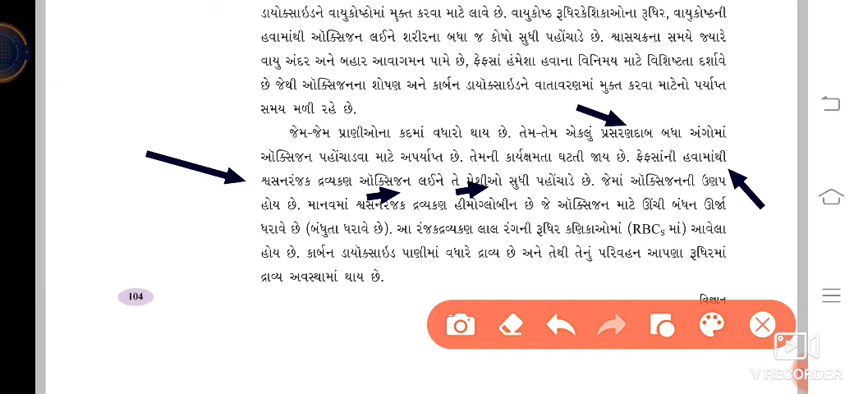 ડાયોક્સાઇડને વાયુકોષ્ઠોમાં મુક્ત કરવા માટે લાવે છે. વાયુકોષ્ઠ રૂધિરકેશિકાઓના રૂધિર, વાયુકોષ્ઠની
હવામાંથી ઑક્સિજન લઈને શરીરના બધા જ કોષો સુધી પહોંચાડે છે. શ્વાસચક્રના સમયે જ્યારે
વાયુ અંદર અને બહાર આવાગમન પામે છે, ફેફસાં હંમેશા હવાના વિનિમય માટે વિશિષ્ટતા દર્શાવે
છે જેથી ઑક્સિજનના શોષણ અને કાર્બન ડાયૉક્સાઇડને વાતાવરણમાં મુક્ત કરવા માટેનો પર્યાપ્ત
સમય મળી રહે છે.
જેમ-જેમ પ્રાણીઓના કદમાં વધારો થાય છે. તેમ-તેમ એકલું પ્રસરણદાબ બધા અંગોમાં
ઑક્સિજન પહોંચાડવા માટે અપર્યાપ્ત છે. તેમની કાર્યક્ષમતા ઘટતી જાય છે. ફેફસાંની હવામાંથી
શ્વસનરંજક દ્રવ્યકણ ઑક્સિજન લઈને તે પેશીઓ સુધી પહોંચાડે છે. જેમાં ઑક્સિજનની ઉણપ
હોય છે. માનવમાં શ્વસનરંજક દ્રવ્યકણ હીમોગ્લોબીન છે જે ઑક્સિજન માટે ઊંચી બંધન ઊર્જા
ધરાવે છે (બંધુતા ધરાવે છે). આ રંજકદ્રવ્યકણ લાલ રંગની રૂધિર કણિકાઓમાં (RBCs માં) આવેલા
હોય છે. કાર્બન ડાયૉક્સાઇડ પાણીમાં વધારે દ્રાવ્ય છે અને તેથી તેનું પરિવહન આપણા રૂધિરમાં
દ્રાવ્ય અવસ્થામાં થાય છે.
104
વિજ્ઞાન
V RECORDER